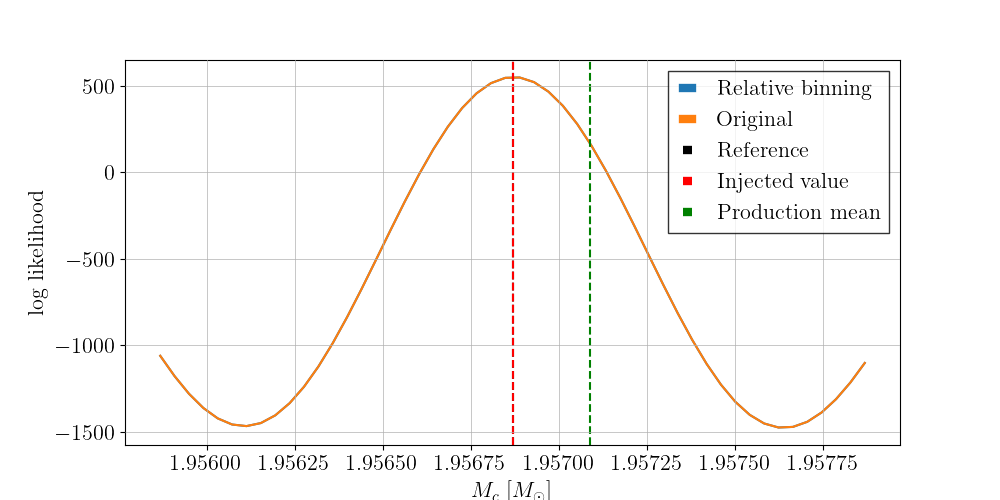 500
0
−500
−1000
−1500
log likelihood
Relative binning
Original
Reference
Injected value
Production mean
1.95600 1.95625 1.95650 1.95675 1.95700 1.95725 1.95750 1.95775
M_c [M_⊙]